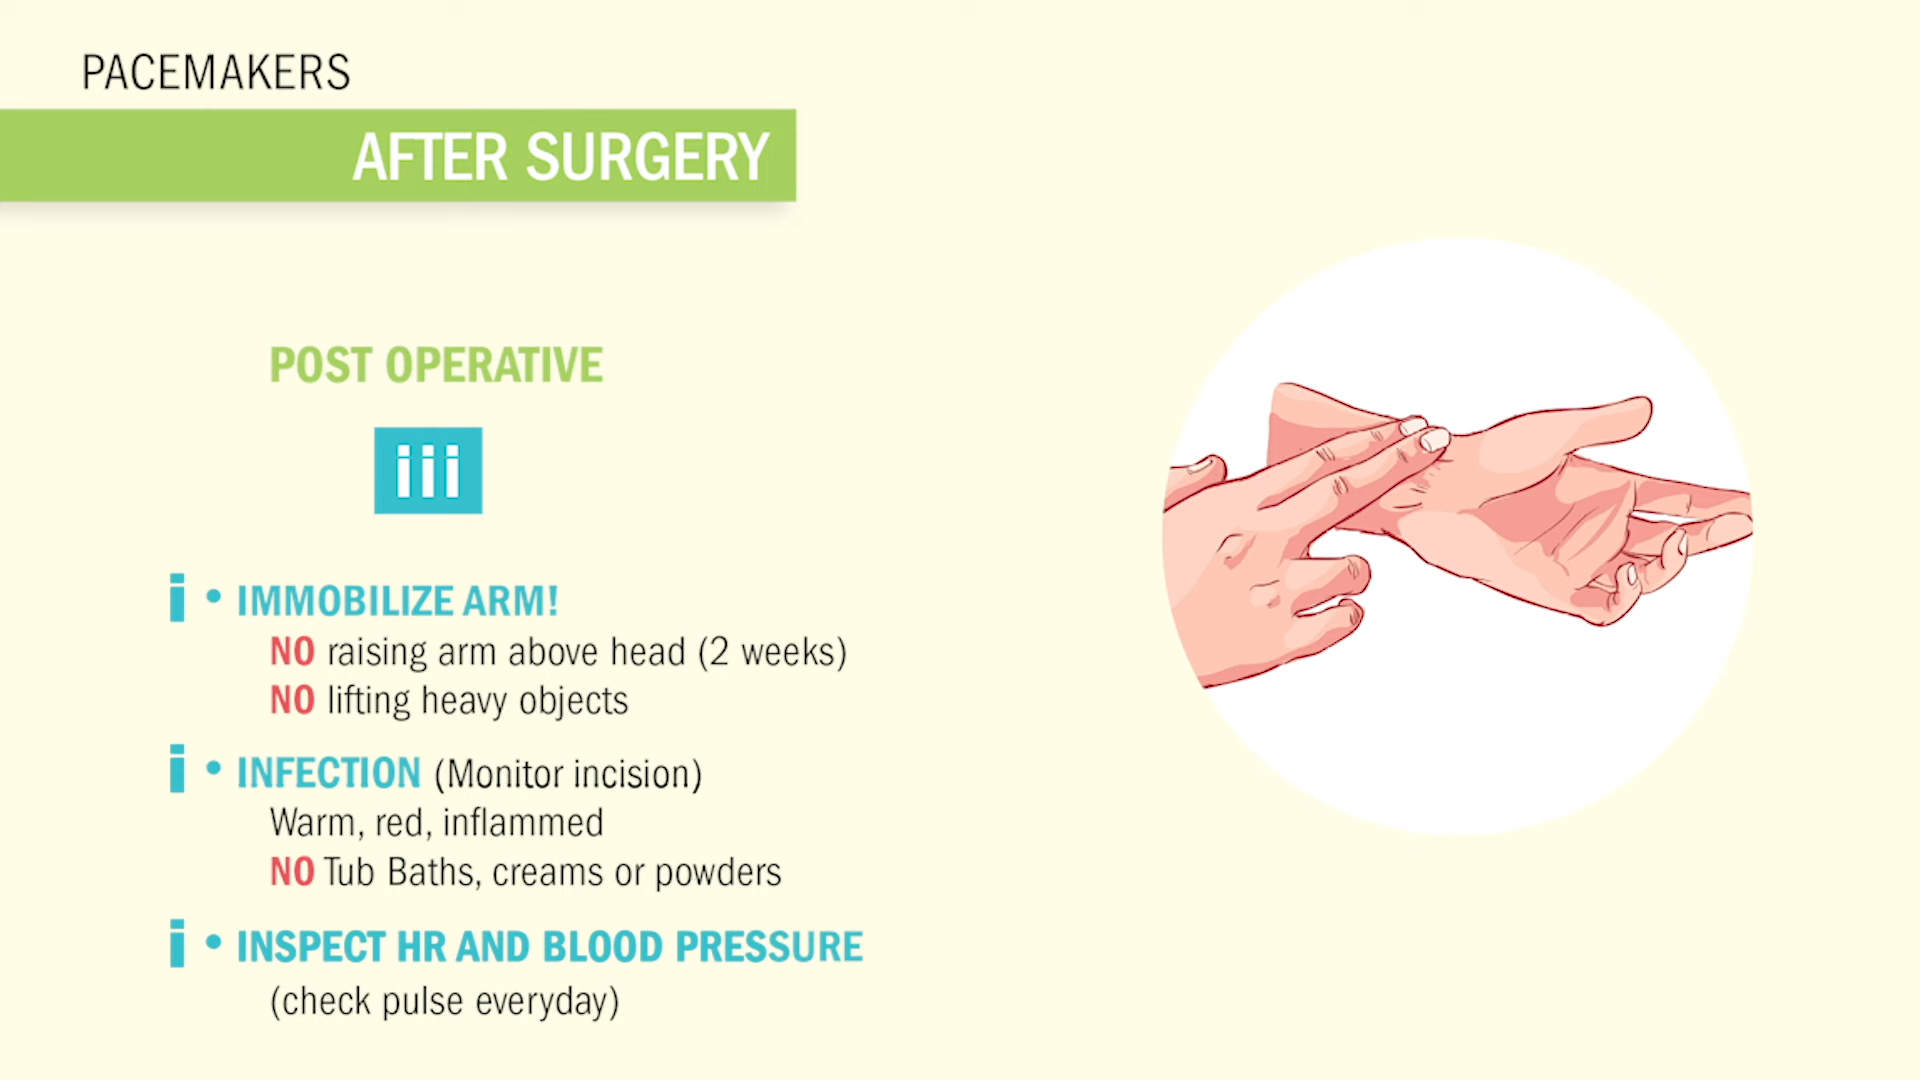 PACEMAKERS
AFTER SURGERY
POST OPERATIVE
iii
i • IMMOBILIZE ARM!
NO raising arm above head (2 weeks)
NO lifting heavy objects
i • INFECTION (Monitor incision)
Warm, red, inflammed
NO Tub Baths, creams or powders
i • INSPECT HR AND BLOOD PRESSURE
(check pulse everyday)